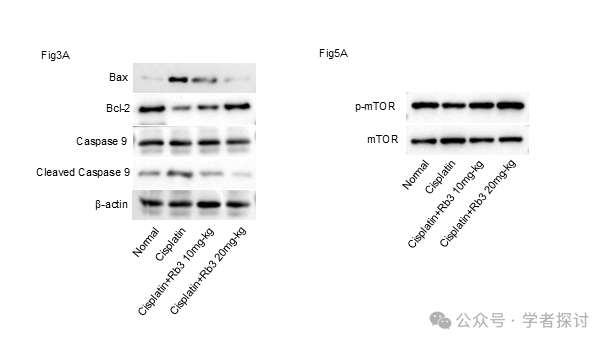 Fig3A
Bax
Bcl-2
Caspase 9
Cleaved Caspase 9
β-actin
Normal
Cisplatin
Cisplatin+Rb3 10mg-kg
Cisplatin+Rb3 20mg-kg
Fig5A
p-mTOR
mTOR
Normal
Cisplatin
Cisplatin+Rb3 10mg-kg
Cisplatin+Rb3 20mg-kg
公众号 · 学者探讨